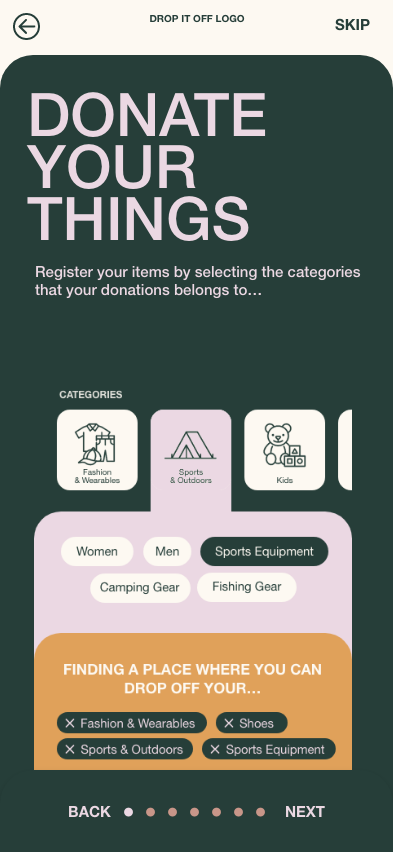 DROP IT OFF LOGO
SKIP
DONATE
YOUR
THINGS
Register your items by selecting the categories
that your donations belongs to...
CATEGORIES
Fashion
& Wearables
Sports
& Outdoors
Kids
Women
Men
Sports Equipment
Camping Gear
Fishing Gear
FINDING A PLACE WHERE YOU CAN
DROP OFF YOUR...
Fashion & Wearables
Shoes
Sports & Outdoors
Sports Equipment
BACK
NEXT